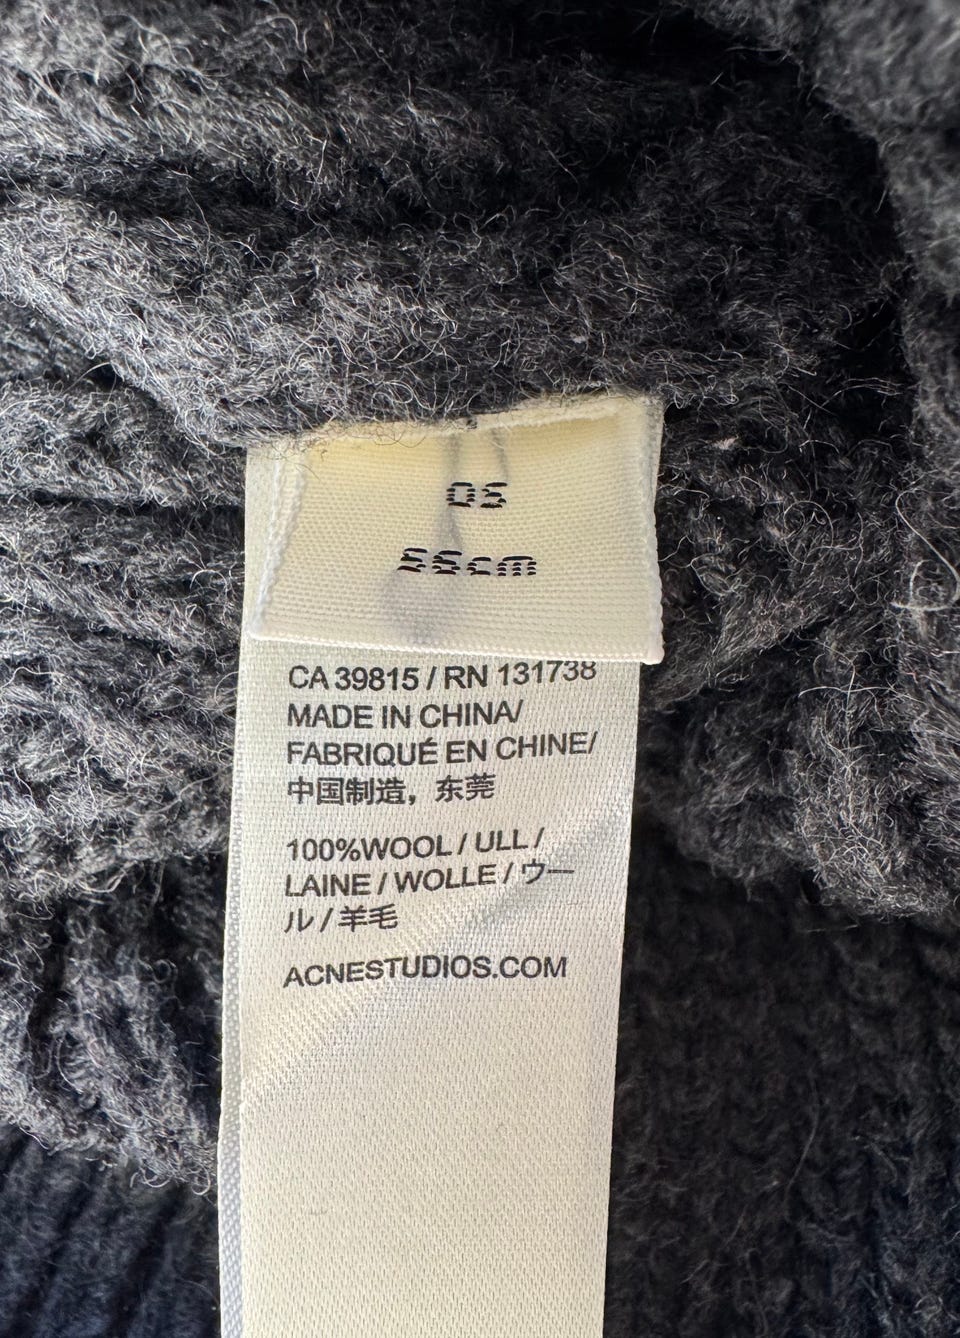 OS
56cm
CA 39815 / RN 131738
MADE IN CHINA/
FABRIQUÉ EN CHINE/
中国制造，东莞
100%WOOL / ULL /
LAINE / WOLLE / ウー
ル / 羊毛
ACNESTUDIOS.COM